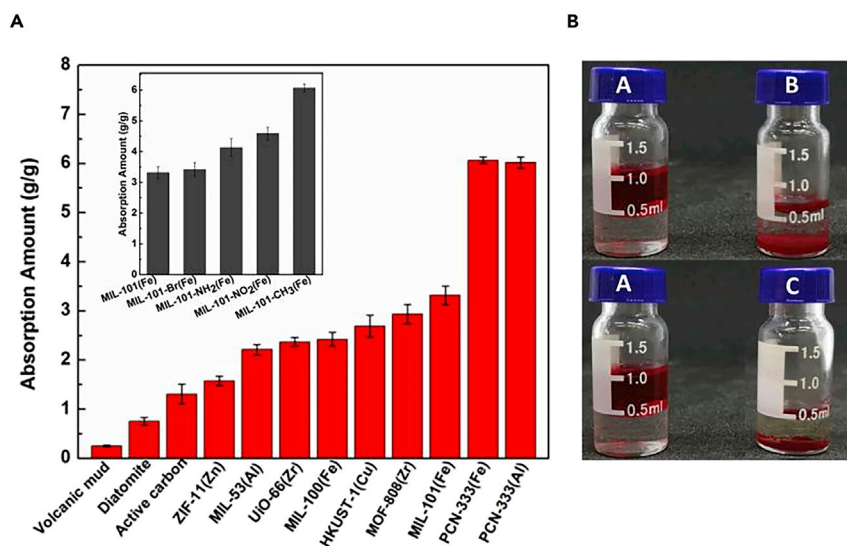 A
B
Absorption Amount (g/g)
8
7
6
5
4
3
2
1
0
Volcanic mud
Diatomite
Active carbon
ZIF-11(Zn)
MIL-53(Al)
UiO-66(Zr)
MIL-100(Fe)
HKUST-1(Cu)
MOF-808(Zr)
MIL-101(Fe)
PCN-333(Fe)
PCN-333(Al)
Absorption Amount (g/g)
6
5
4
3
2
1
0
MIL-101(Fe)
MIL-101-Br(Fe)
MIL-101-NH₂(Fe)
MIL-101-NO₂(Fe)
MIL-101-CH₃(Fe)
A
1.5
1.0
0.5ml
B
1.5
1.0
0.5ml
A
1.5
1.0
0.5ml
C
1.5
1.0
0.5ml